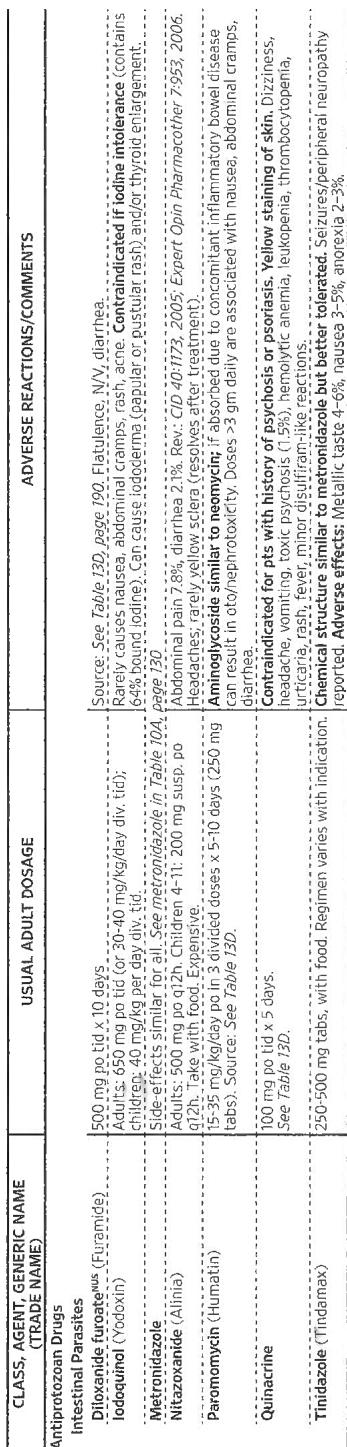 CLASS, AGENT, GENERIC NAME
(TRADE NAME)
USUAL ADULT DOSAGE
ADVERSE REACTIONS/COMMENTS
Antiprotozoan Drugs
Intestinal Parasites
Diloxanide furoateNUS (Furamide)
500 mg po tid x 10 days
Source: See Table 13D, page 190. Flatulence, N/V, diarrhea.
Iodoquinol (Yodoxin)
Adults: 650 mg po tid (or 30-40 mg/kg/day div. tid);
children: 40 mg/kg per day div. tid.
Rarely causes nausea, abdominal cramps, rash, acne. Contraindicated if iodine intolerance (contains
64% bound iodine). Can cause iododerma (papular or pustular rash) and/or thyroid enlargement.
Metronidazole
Side-effects similar for all. See metronidazole in Table 10A, page 130
Nitazoxanide (Alinia)
Adults: 500 mg po q12h. Children 4-11: 200 mg susp. po
q12h. Take with food. Expensive.
Abdominal pain 7.8%, diarrhea 2.1%. Rev.: CID 40:1173, 2005; Expert Opin Pharmacother 7:953, 2006.
Headaches; rarely yellow sclera (resolves after treatment).
Paromomycin (Humatin)
15-35 mg/kg/day po in 3 divided doses x 5-10 days (250 mg
tabs). Source: See Table 13D.
Aminoglycoside similar to neomycin; if absorbed due to concomitant inflammatory bowel disease
can result in oto/nephrotoxicity. Doses >3 gm daily are associated with nausea, abdominal cramps,
diarrhea.
Quinacrine
100 mg po tid x 5 days.
See Table 13D.
Contraindicated for pts with history of psychosis or psoriasis. Yellow staining of skin. Dizziness,
headache, vomiting, toxic psychosis (1.5%), hemolytic anemia, leukopenia, thrombocytopenia,
urticaria, rash, fever, minor disulfiram-like reactions.
Tinidazole (Tindamax)
250-500 mg tabs, with food. Regimen varies with indication.
Chemical structure similar to metronidazole but better tolerated. Seizures/peripheral neuropathy
reported. Adverse effects: Metallic taste 4-6%, nausea 3-5%, anorexia 2-3%.